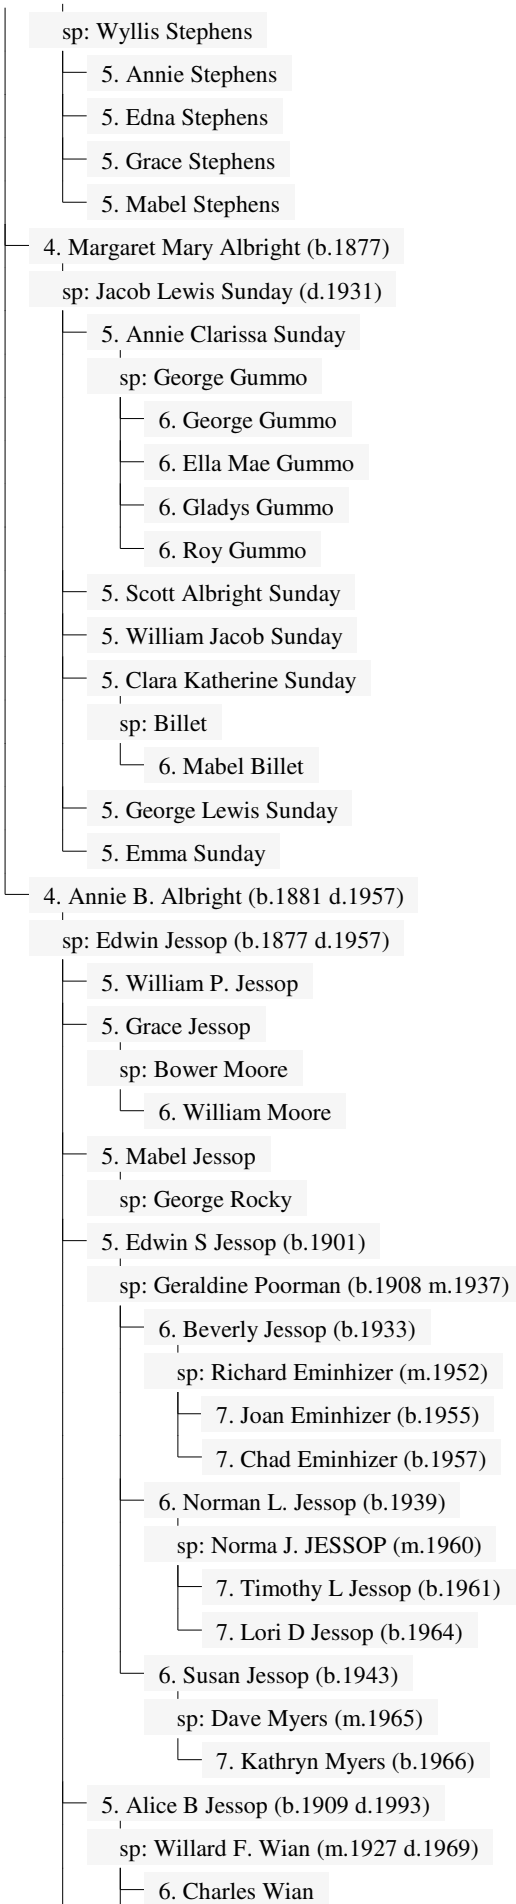 sp: Wyllis Stephens
5. Annie Stephens
5. Edna Stephens
5. Grace Stephens
5. Mabel Stephens
4. Margaret Mary Albright (b.1877)
sp: Jacob Lewis Sunday (d.1931)
5. Annie Clarissa Sunday
sp: George Gummo
6. George Gummo
6. Ella Mae Gummo
6. Gladys Gummo
6. Roy Gummo
5. Scott Albright Sunday
5. William Jacob Sunday
5. Clara Katherine Sunday
sp: Billet
6. Mabel Billet
5. George Lewis Sunday
5. Emma Sunday
4. Annie B. Albright (b.1881 d.1957)
sp: Edwin Jessop (b.1877 d.1957)
5. William P. Jessop
5. Grace Jessop
sp: Bower Moore
6. William Moore
5. Mabel Jessop
sp: George Rocky
5. Edwin S Jessop (b.1901)
sp: Geraldine Poorman (b.1908 m.1937)
6. Beverly Jessop (b.1933)
sp: Richard Eminhizer (m.1952)
7. Joan Eminhizer (b.1955)
7. Chad Eminhizer (b.1957)
6. Norman L. Jessop (b.1939)
sp: Norma J. JESSOP (m.1960)
7. Timothy L Jessop (b.1961)
7. Lori D Jessop (b.1964)
6. Susan Jessop (b.1943)
sp: Dave Myers (m.1965)
7. Kathryn Myers (b.1966)
5. Alice B Jessop (b.1909 d.1993)
sp: Willard F. Wian (m.1927 d.1969)
6. Charles Wian